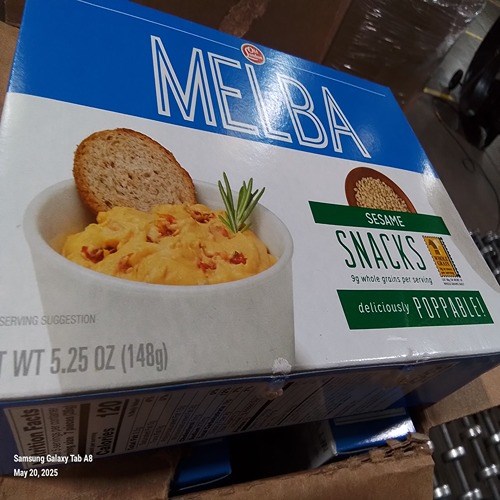 MELBA
SESAME
SNACKS
9g whole grains per serving
deliciously POPPABLE!
SERVING SUGGESTION
T WT 5.25 OZ (148g)
Calories 120
Samsung Galaxy Tab A8
May 20, 2025